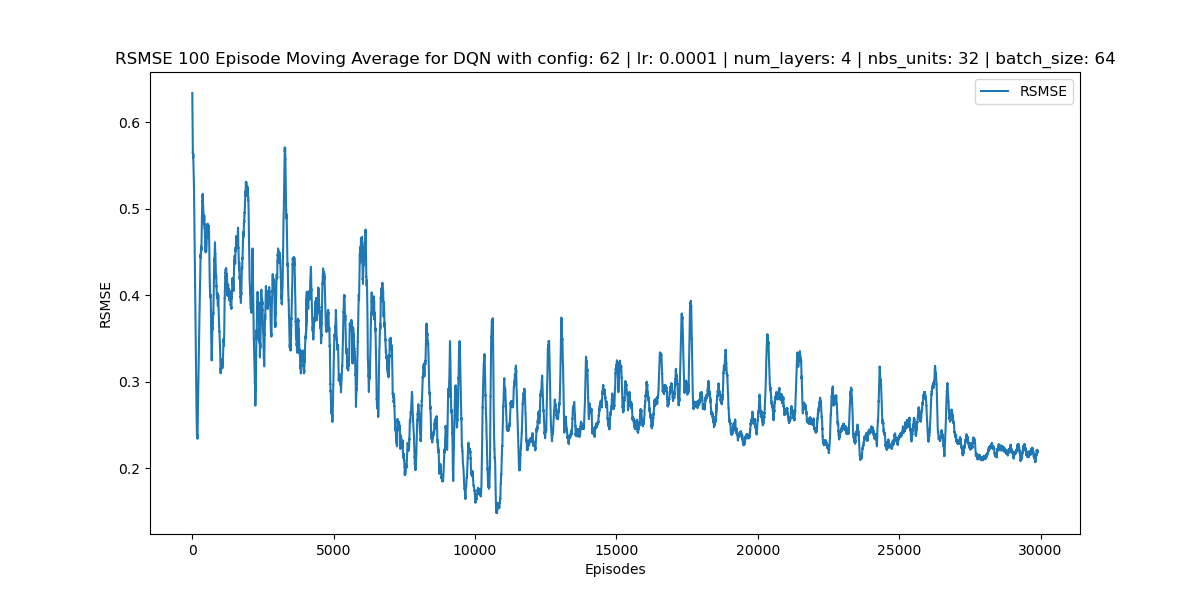 RSMSE 100 Episode Moving Average for DQN with config: 62 | lr: 0.0001 | num_layers: 4 | nbs_units: 32 | batch_size: 64
RSMSE
0.6
0.5
0.4
0.3
0.2
RSMSE
0 5000 10000 15000 20000 25000 30000
Episodes